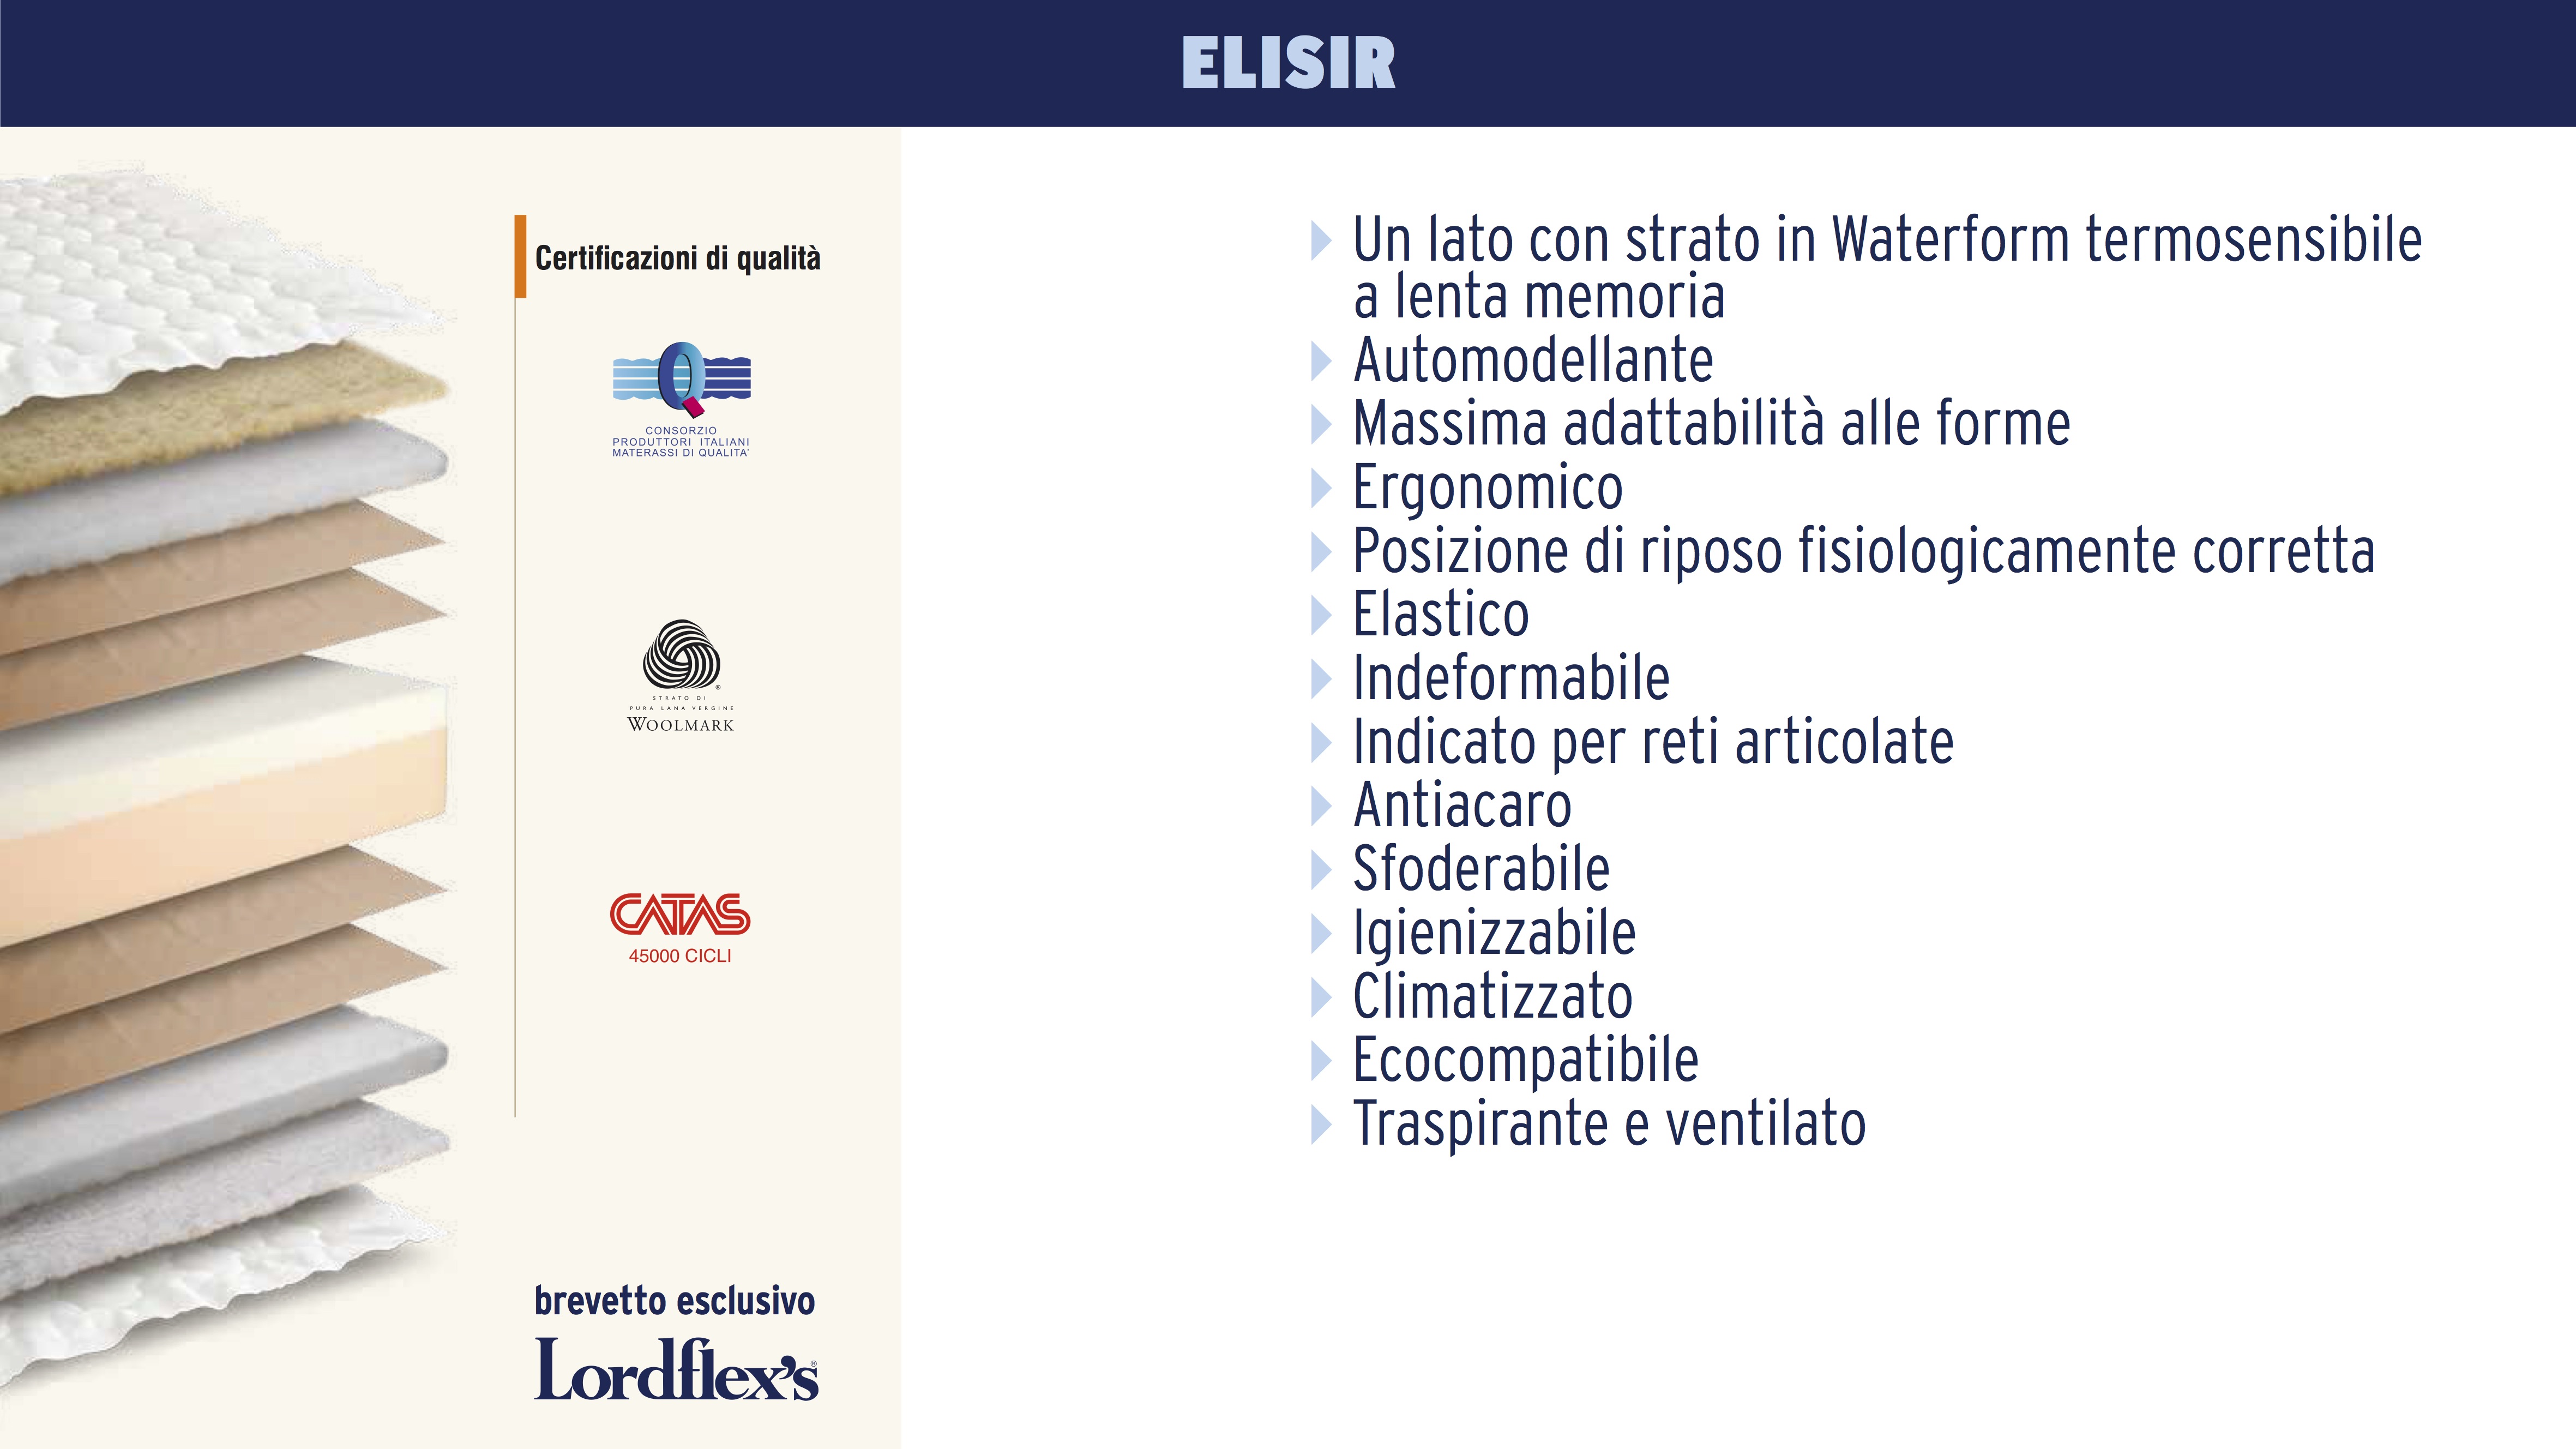 ELISIR
Certificazioni di qualità
Q
CONSORZIO
PRODUTTORI ITALIANI
MATERASSI DI QUALITA'
®
STRATO DI
PURA LANA VERGINE
WOOLMARK
CATAS
45000 CICLI
brevetto esclusivo
Lordflex's®
Un lato con strato in Waterform termosensibile
a lenta memoria
Automodellante
Massima adattabilità alle forme
Ergonomico
Posizione di riposo fisiologicamente corretta
Elastico
Indeformabile
Indicato per reti articolate
Antiacaro
Sfoderabile
Igienizzabile
Climatizzato
Ecocompatibile
Traspirante e ventilato